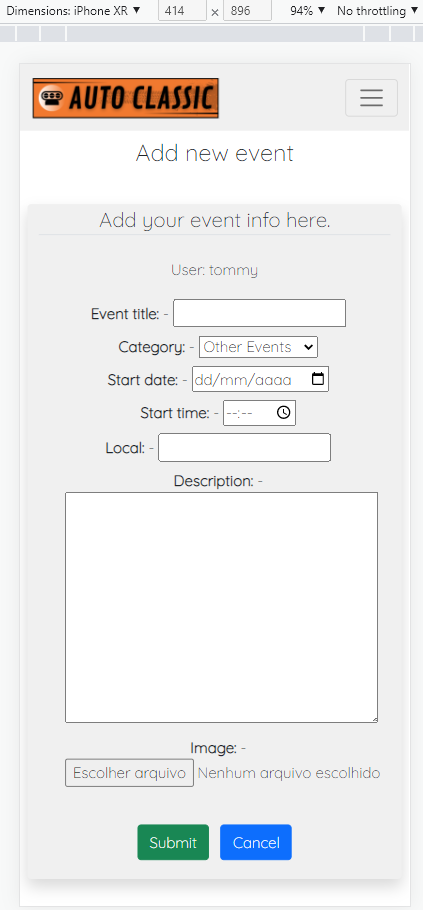 Dimensions: iPhone XR ▼ 414 × 896 94% ▼ No throttling ▼
AUTO CLASSIC
Add new event
Add your event info here.
User: tommy
Event title: -
Category: - Other Events
Start date: - dd/mm/aaaa
Start time: - --:--
Local: -
Description: -
Image: -
Escolher arquivo Nenhum arquivo escolhido
Submit Cancel